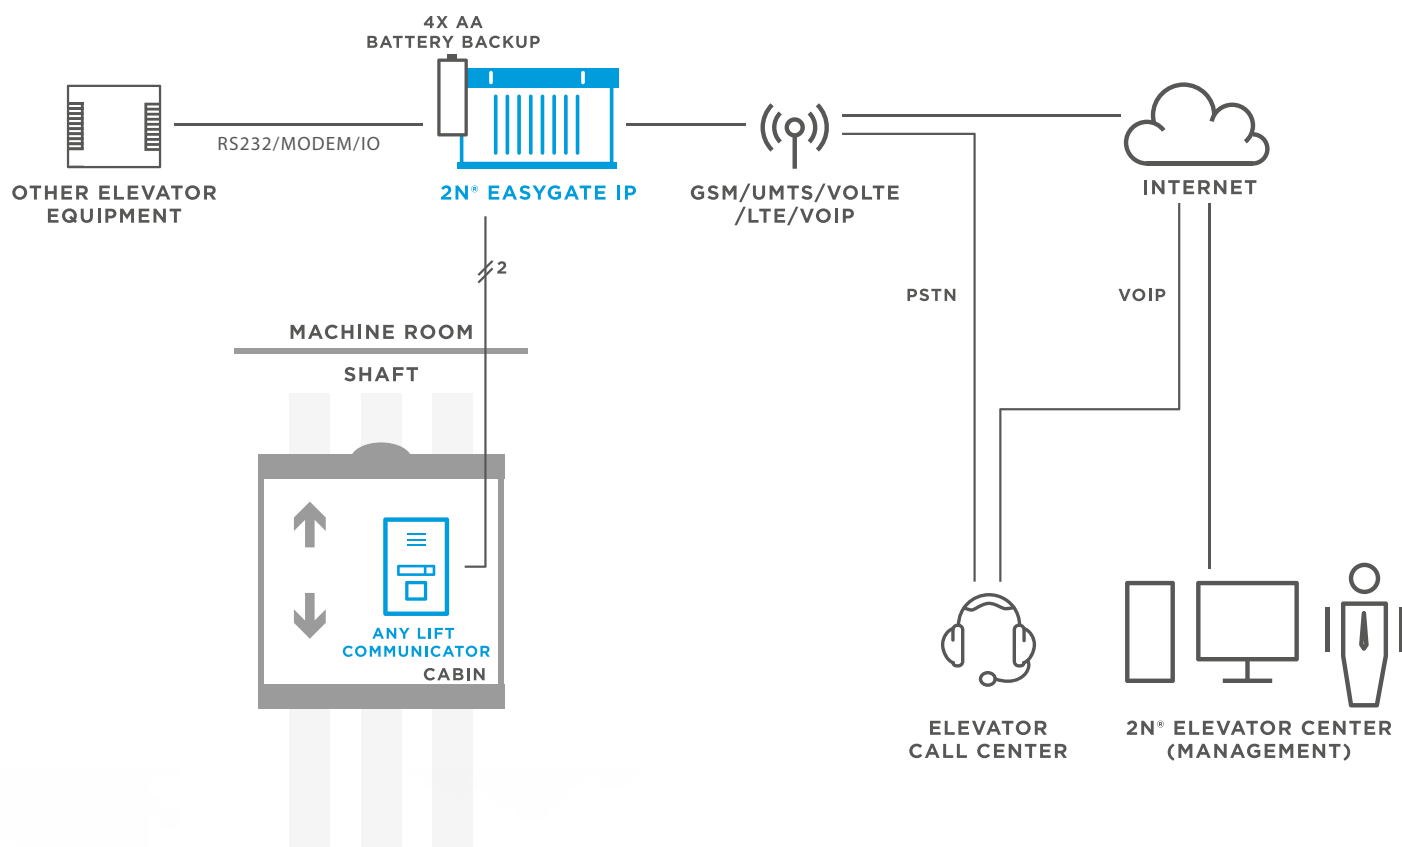 4X AA
BATTERY BACKUP
RS232/MODEM/IO
OTHER ELEVATOR
EQUIPMENT
2N® EASYGATE IP
GSM/UMTS/VOLTE
/LTE/VOIP
INTERNET
2
PSTN
VOIP
MACHINE ROOM
SHAFT
ANY LIFT
COMMUNICATOR
CABIN
ELEVATOR
CALL CENTER
2N® ELEVATOR CENTER
(MANAGEMENT)